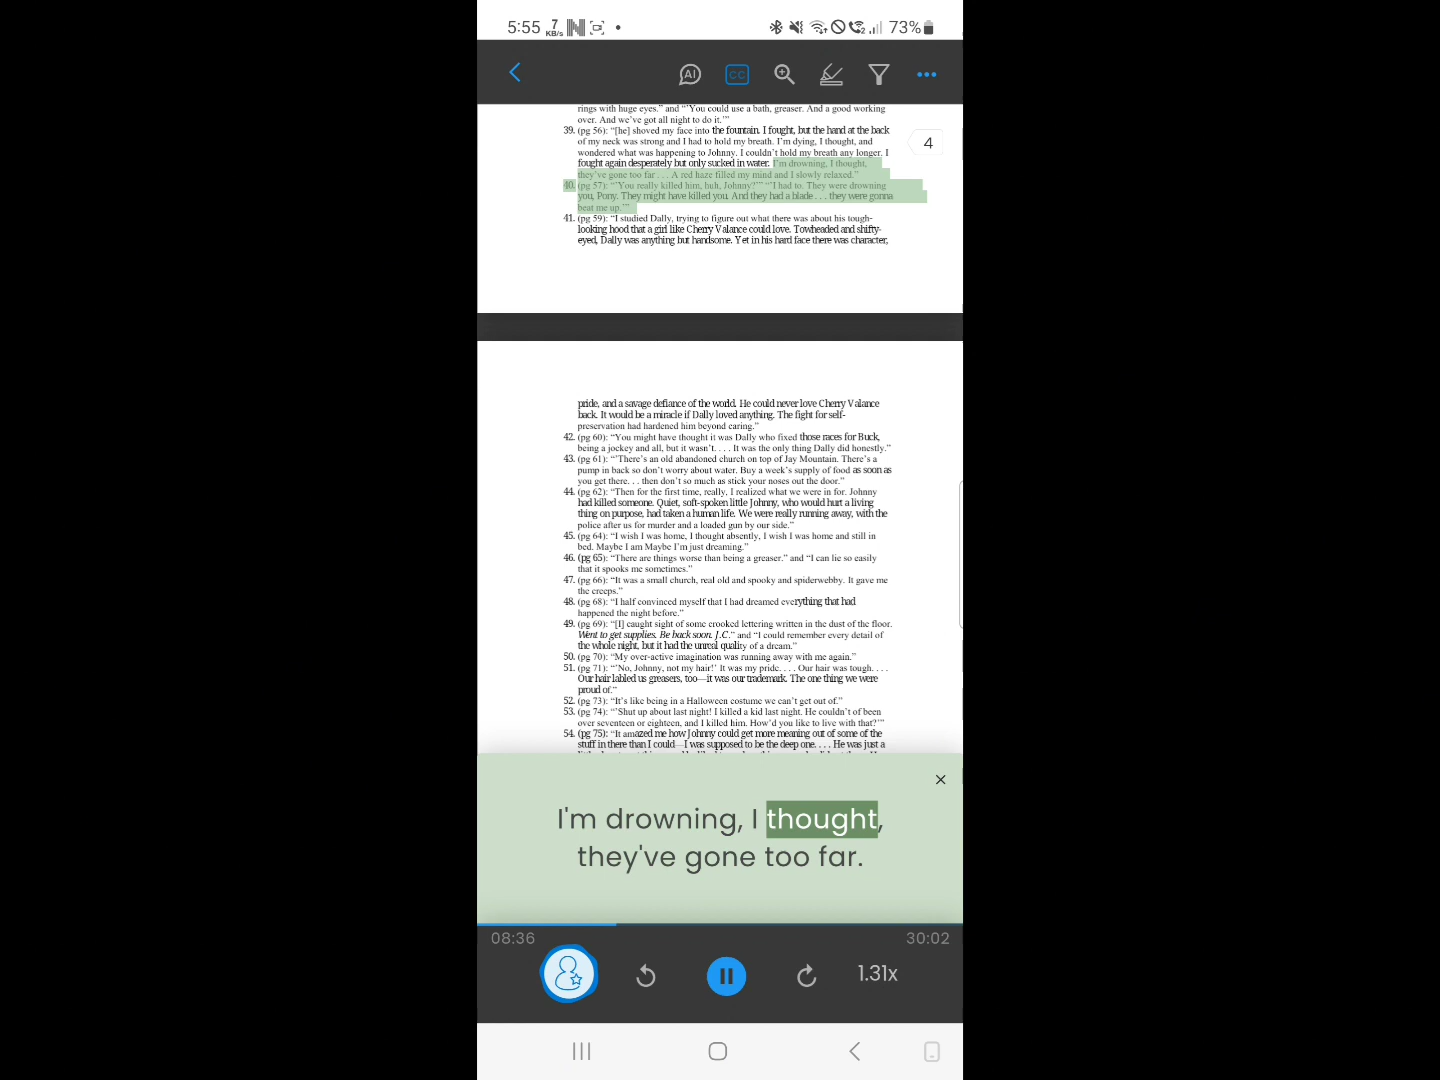 5:55 7 KB/s 2 73%
AI CC
4
rings with huge eyes.” and “‘You could use a bath, greaser. And a good working
over. And we’ve got all night to do it.’”
39. (pg 56): “[he] shoved my face into the fountain. I fought, but the hand at the back
of my neck was strong and I had to hold my breath. I’m dying, I thought, and
wondered what was happening to Johnny. I couldn’t hold my breath any longer. I
fought again desperately but only sucked in water. I’m drowning, I thought,
they’ve gone too far . . . A red haze filled my mind and I slowly relaxed.”
40. (pg 57): “‘You really killed him, huh, Johnny?’” “‘I had to. They were drowning
you, Pony. They might have killed you. And they had a blade . . . they were gonna
beat me up.’”
41. (pg 59): “I studied Dally, trying to figure out what there was about his tough-
looking hood that a girl like Cherry Valance could love. Towheaded and shifty-
eyed, Dally was anything but handsome. Yet in his hard face there was character,
pride, and a savage defiance of the world. He could never love Cherry Valance
back. It would be a miracle if Dally loved anything. The fight for self-
preservation had hardened him beyond caring.”
42. (pg 60): “You might have thought it was Dally who fixed those races for Buck,
being a jockey and all, but it wasn’t. . . . It was the only thing Dally did honestly.”
43. (pg 61): “‘There’s an old abandoned church on top of Jay Mountain. There’s a
pump in back so don’t worry about water. Buy a week’s supply of food as soon as
you get there. . . then don’t so much as stick your noses out the door.”
44. (pg 62): “Then for the first time, really, I realized what we were in for. Johnny
had killed someone. Quiet, soft-spoken little Johnny, who would hurt a living
thing on purpose, had taken a human life. We were really running away, with the
police after us for murder and a loaded gun by our side.”
45. (pg 64): “I wish I was home, I thought absently, I wish I was home and still in
bed. Maybe I am Maybe I’m just dreaming.”
46. (pg 65): “There are things worse than being a greaser.” and “I can lie so easily
that it spooks me sometimes.”
47. (pg 66): “It was a small church, real old and spooky and spiderwebby. It gave me
the creeps.”
48. (pg 68): “I half convinced myself that I had dreamed everything that had
happened the night before.”
49. (pg 69): “[I] caught sight of some crooked lettering written in the dust of the floor.
Went to get supplies. Be back soon. J.C.” and “I could remember every detail of
the whole night, but it had the unreal quality of a dream.”
50. (pg 70): “My over-active imagination was running away with me again.”
51. (pg 71): “‘No, Johnny, not my hair!’ It was my pride. . . . Our hair was tough. . . .
Our hair labled us greasers, too—it was our trademark. The one thing we were
proud of.”
52. (pg 73): “It’s like being in a Halloween costume we can’t get out of.”
53. (pg 74): “‘Shut up about last night! I killed a kid last night. He couldn’t of been
over seventeen or eighteen, and I killed him. How’d you like to live with that?’”
54. (pg 75): “It amazed me how Johnny could get more meaning out of some of the
stuff in there than I could—I was supposed to be the deep one. . . . He was just a
I'm drowning, I thought,
they've gone too far.
08:36 30:02
1.31x